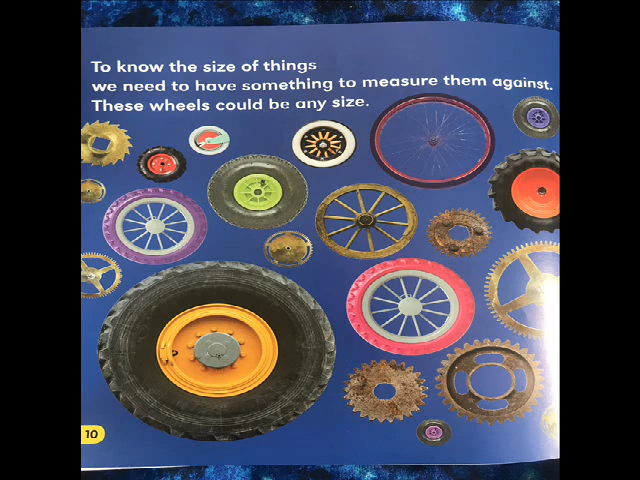 To know the size of things
we need to have something to measure them against.
These wheels could be any size.
10